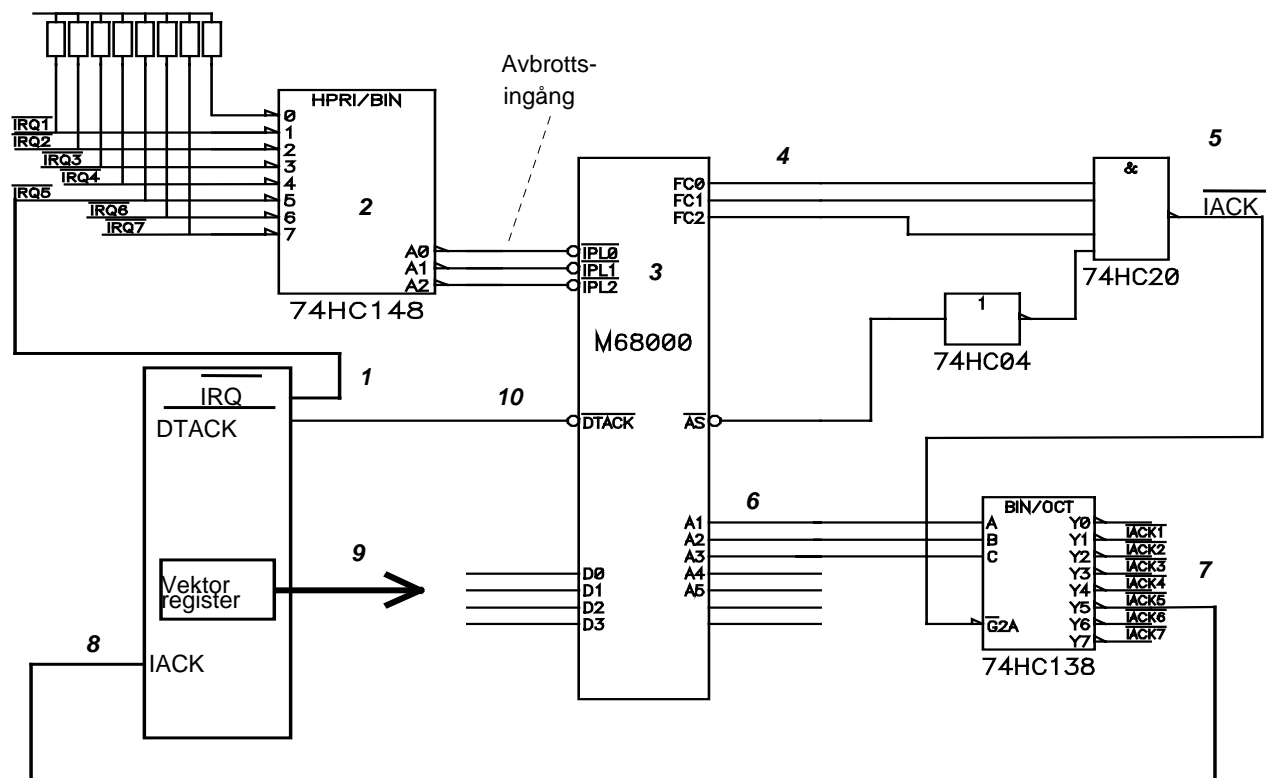 Avbrotts-
ingång
HPRI/BIN
IRQ1
IRQ2
IRQ3
IRQ4
IRQ5
IRQ6
IRQ7
0
1
2
3
4
5
6
7
2
A0
A1
A2
74HC148
IPL0
IPL1
IPL2
3
M68000
FC0
FC1
FC2
4
&
74HC20
5
IACK
1
74HC04
IRQ
1
DTACK
10
DTACK
AS
Vektor
register
9
8
IACK
D0
D1
D2
D3
6
A1
A2
A3
A4
A5
BIN/OCT
A
B
C
G2A
Y0
Y1
Y2
Y3
Y4
Y5
Y6
Y7
IACK1
IACK2
IACK3
IACK4
IACK5
IACK6
IACK7
74HC138
7